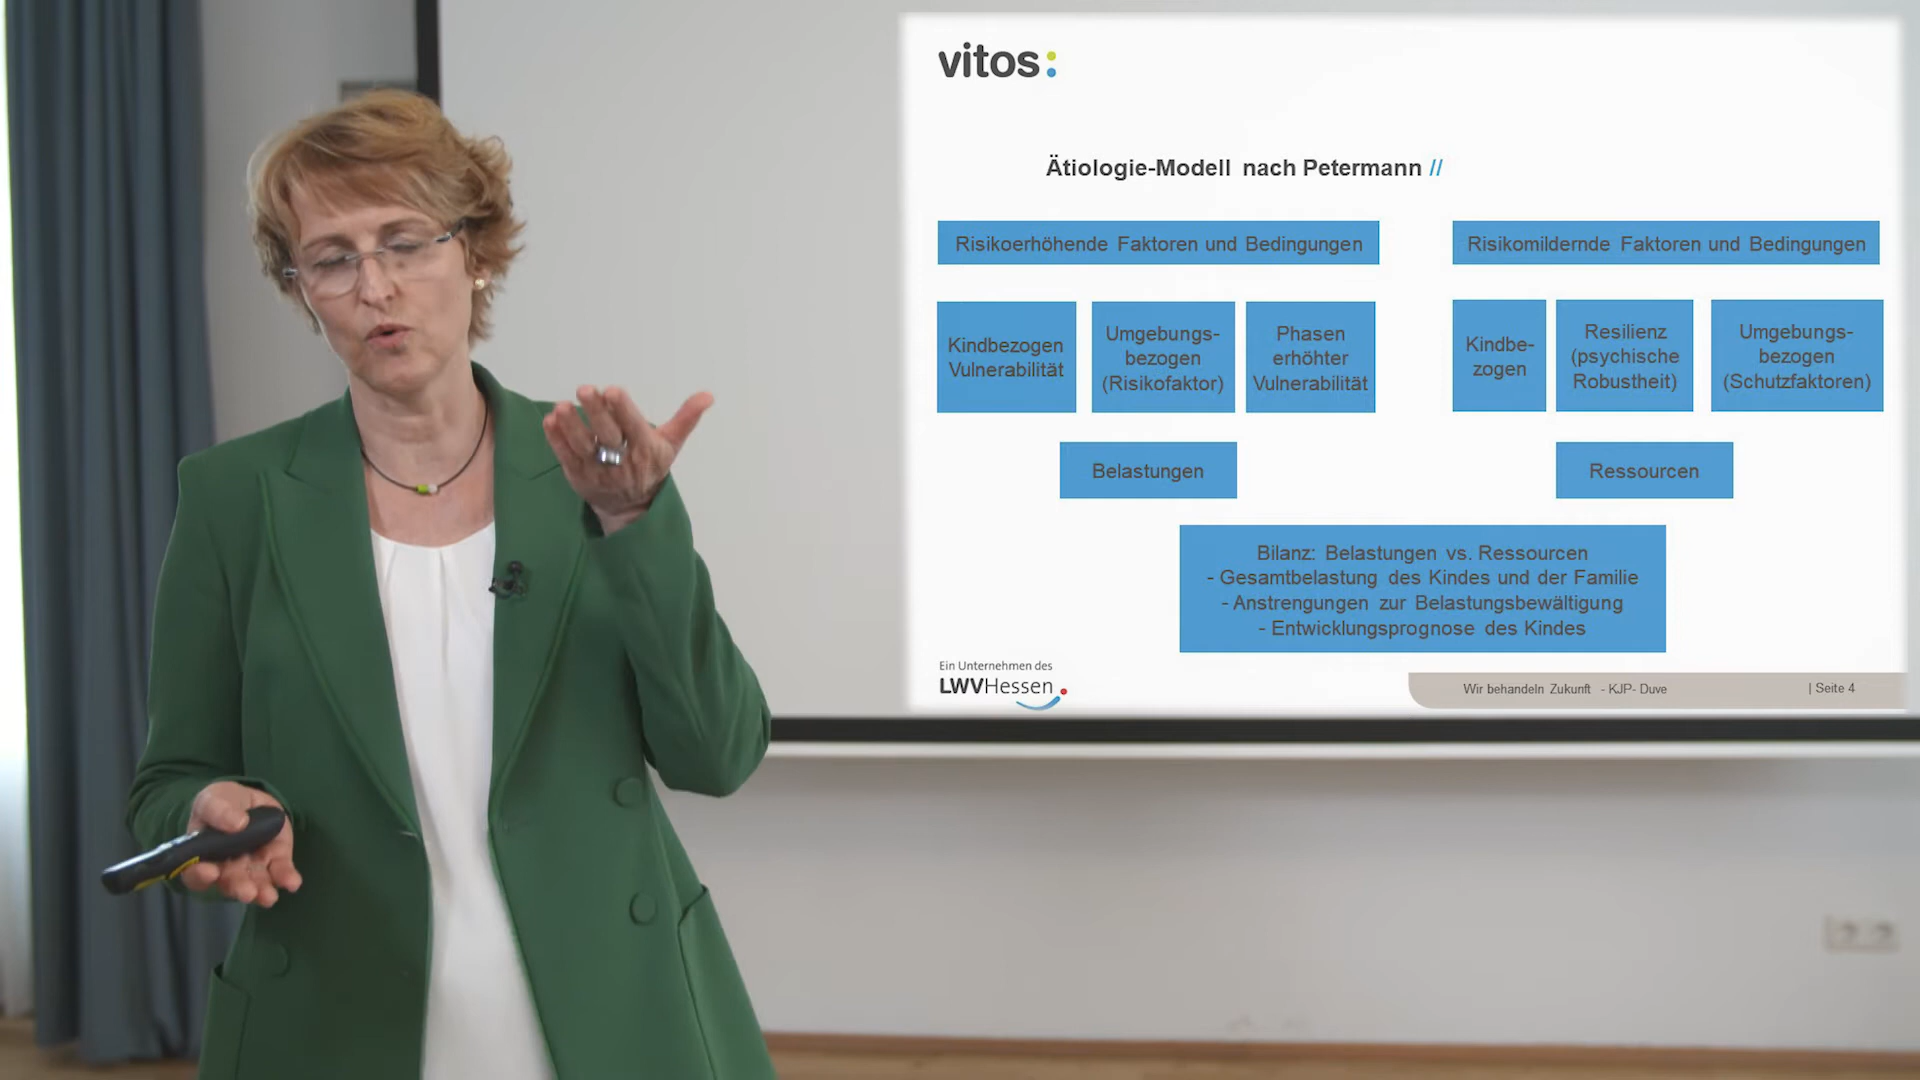 vitos:
Ätiologie-Modell nach Petermann //
Risikoerhöhende Faktoren und Bedingungen
Risikomildernde Faktoren und Bedingungen
Kindbezogen
Vulnerabilität
Umgebungs-
bezogen
(Risikofaktor)
Phasen
erhöhter
Vulnerabilität
Kindbe-
zogen
Resilienz
(psychische
Robustheit)
Umgebungs-
bezogen
(Schutzfaktoren)
Belastungen
Ressourcen
Bilanz: Belastungen vs. Ressourcen
- Gesamtbelastung des Kindes und der Familie
- Anstrengungen zur Belastungsbewältigung
- Entwicklungsprognose des Kindes
Ein Unternehmen des
LWVHessen
Wir behandeln Zukunft - KJP- Duve
| Seite 4